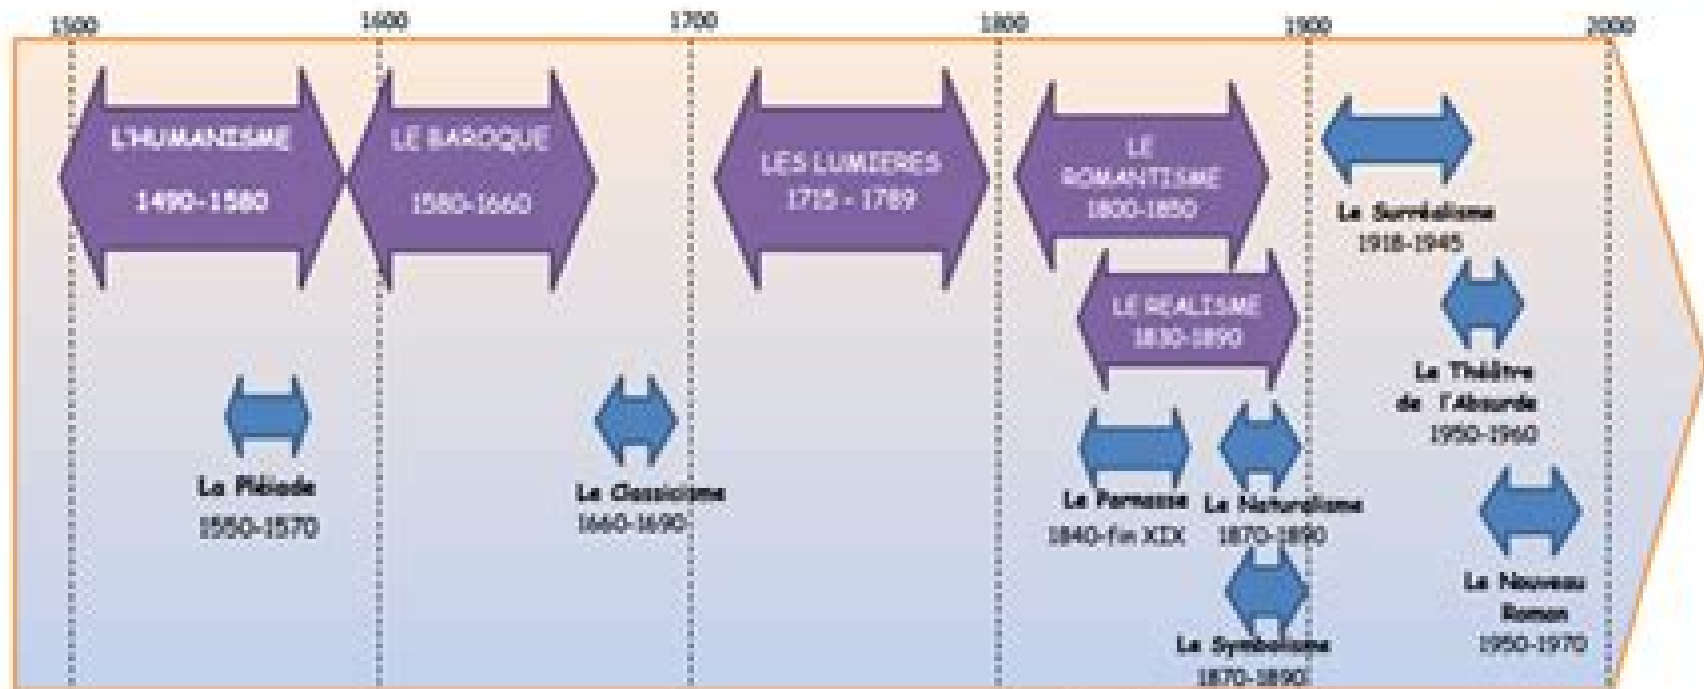 1500
1600
1700
1800
1900
2000
L'HUMANISME
1490-1580
LE BAROQUE
1580-1660
LES LUMIERES
1715 - 1789
LE
ROMANTISME
1800-1850
Le Surréalisme
1918-1945
LE REALISME
1830-1890
Le Théâtre
de l'Absurde
1950-1960
La Pléiade
1550-1570
Le Classicisme
1660-1690
Le Parnasse
1840-fin XIX
Le Naturalisme
1870-1890
Le Nouveau
Roman
1950-1970
Le Symbolisme
1870-1890